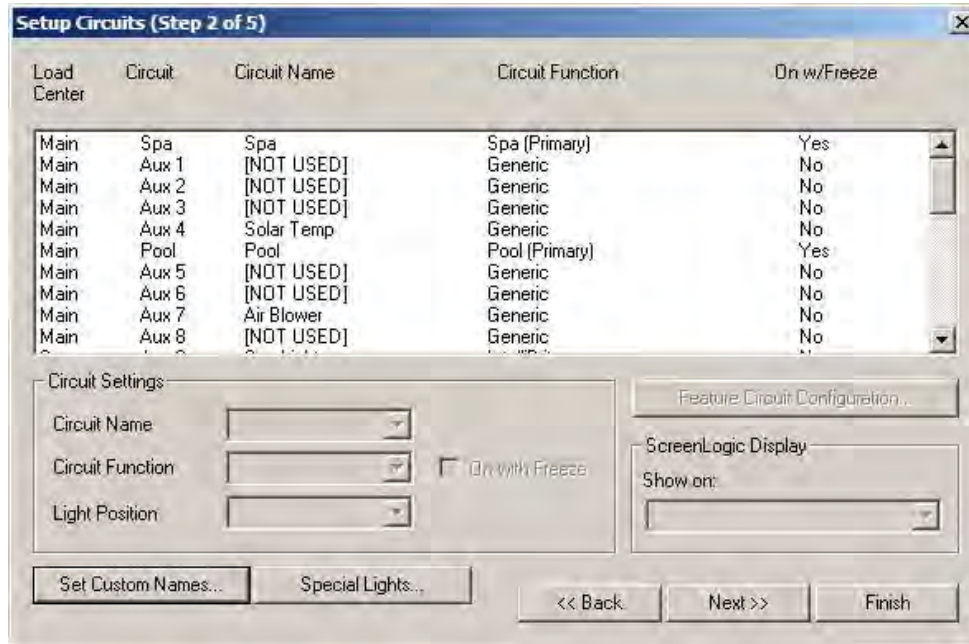 Setup Circuits (Step 2 of 5)
Load Center Circuit Circuit Name Circuit Function On w/Freeze
Main Spa Spa Spa (Primary) Yes
Main Aux 1 [NOT USED] Generic No
Main Aux 2 [NOT USED] Generic No
Main Aux 3 [NOT USED] Generic No
Main Aux 4 Solar Temp Generic No
Main Pool Pool Pool (Primary) Yes
Main Aux 5 [NOT USED] Generic No
Main Aux 6 [NOT USED] Generic No
Main Aux 7 Air Blower Generic No
Main Aux 8 [NOT USED] Generic No
Circuit Settings
Circuit Name
Circuit Function
On with Freeze
Light Position
Feature Circuit Configuration...
ScreenLogic Display
Show on:
Set Custom Names... Special Lights...
<< Back Next >> Finish